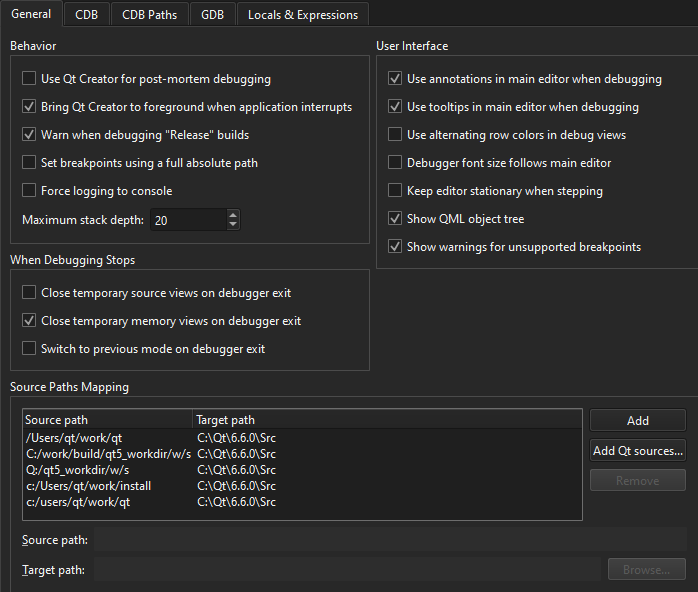 General CDB CDB Paths GDB Locals & Expressions
Behavior
Use Qt Creator for post-mortem debugging
Bring Qt Creator to foreground when application interrupts
Warn when debugging "Release" builds
Set breakpoints using a full absolute path
Force logging to console
Maximum stack depth: 20
User Interface
Use annotations in main editor when debugging
Use tooltips in main editor when debugging
Use alternating row colors in debug views
Debugger font size follows main editor
Keep editor stationary when stepping
Show QML object tree
Show warnings for unsupported breakpoints
When Debugging Stops
Close temporary source views on debugger exit
Close temporary memory views on debugger exit
Switch to previous mode on debugger exit
Source Paths Mapping
Source path Target path
/Users/qt/work/qt C:\Qt\6.6.0\Src
C:/work/build/qt5_workdir/w/s C:\Qt\6.6.0\Src
Q:/qt5_workdir/w/s C:\Qt\6.6.0\Src
c:/Users/qt/work/install C:\Qt\6.6.0\Src
c:/users/qt/work/qt C:\Qt\6.6.0\Src
Add
Add Qt sources...
Remove
Source path:
Target path:
Browse...